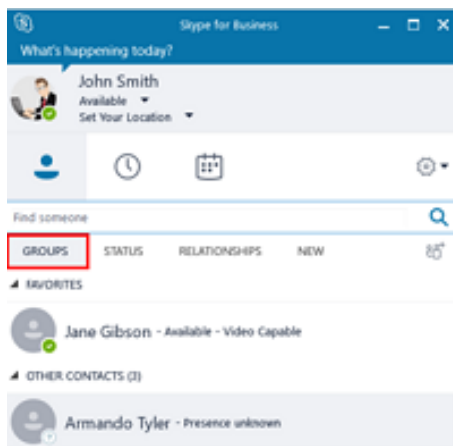 Skype for Business
What's happening today?
John Smith
Available
Set Your Location
Find someone
GROUPS STATUS RELATIONSHIPS NEW
FAVORITES
Jane Gibson - Available - Video Capable
OTHER CONTACTS (3)
Armando Tyler - Presence unknown